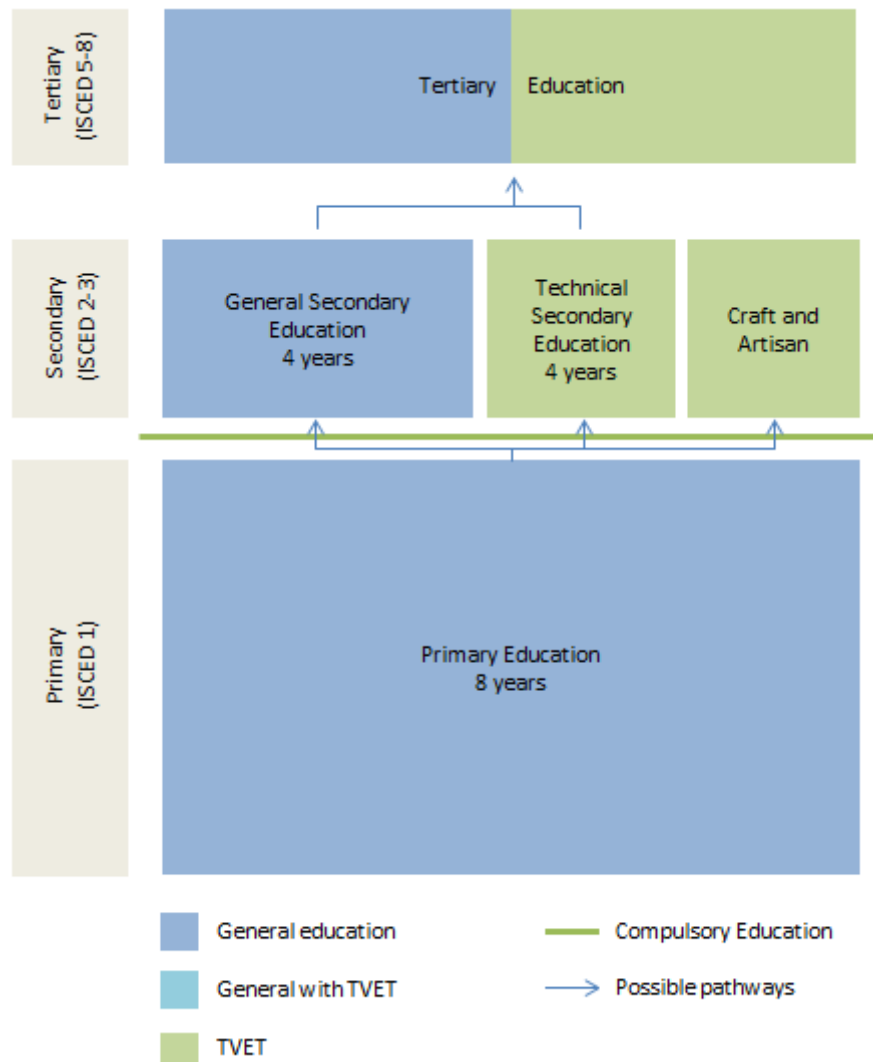 Tertiary
(ISCED 5-8)
Tertiary Education
Secondary
(ISCED 2-3)
General Secondary
Education
4 years
Technical
Secondary
Education
4 years
Craft and
Artisan
Primary
(ISCED 1)
Primary Education
8 years
General education
Compulsory Education
General with TVET
Possible pathways
TVET